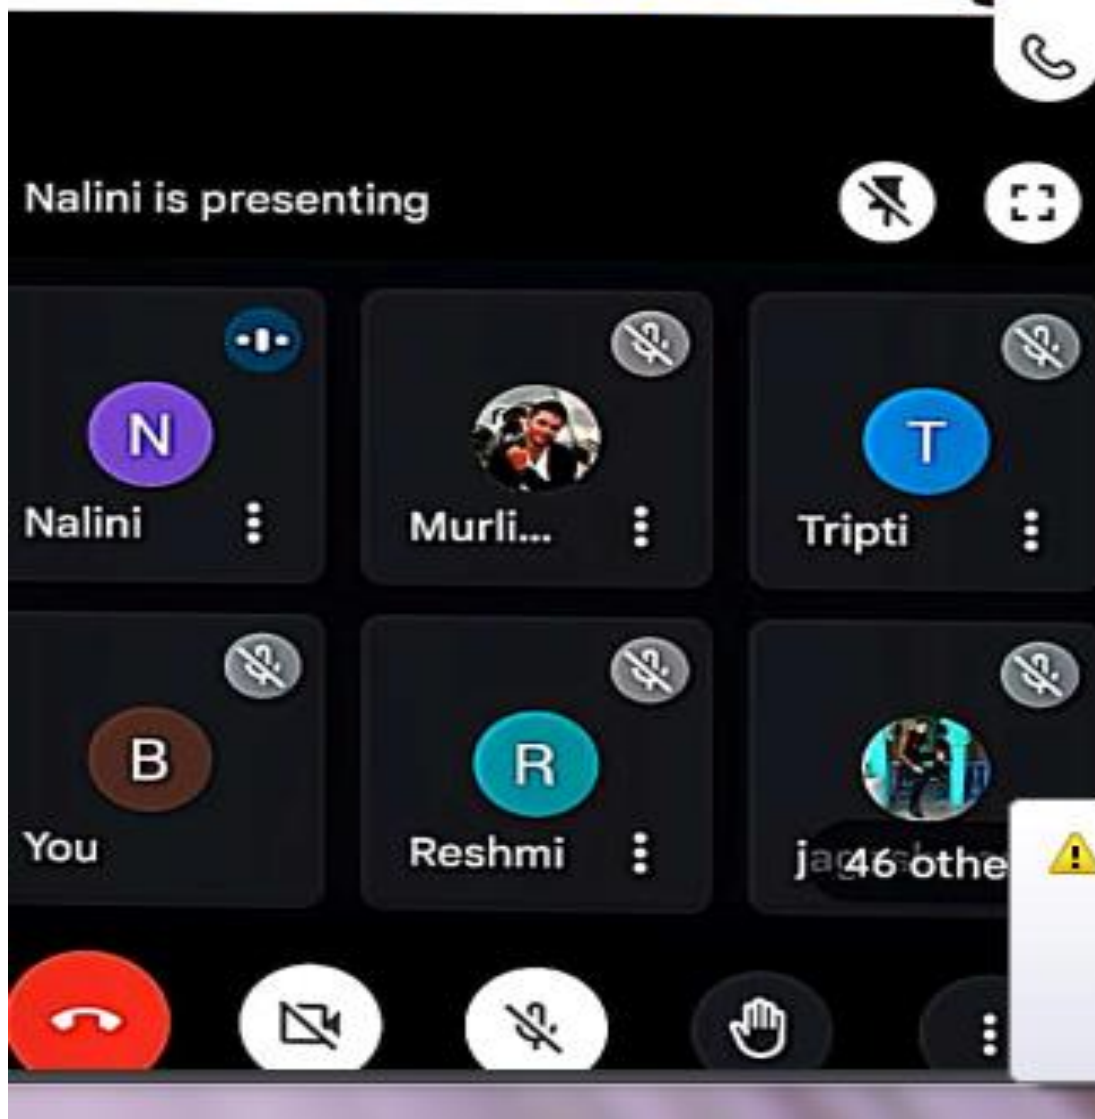 Nalini is presenting
N
T
Nalini
Murli...
Tripti
B
R
You
Reshmi
46 othe